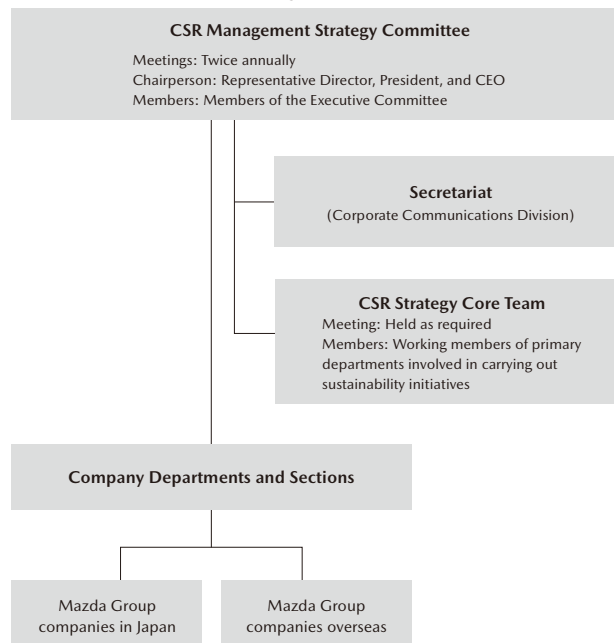 CSR Management Strategy Committee
Meetings: Twice annually
Chairperson: Representative Director, President, and CEO
Members: Members of the Executive Committee
Secretariat
(Corporate Communications Division)
CSR Strategy Core Team
Meeting: Held as required
Members: Working members of primary
departments involved in carrying out
sustainability initiatives
Company Departments and Sections
Mazda Group
companies in Japan
Mazda Group
companies overseas